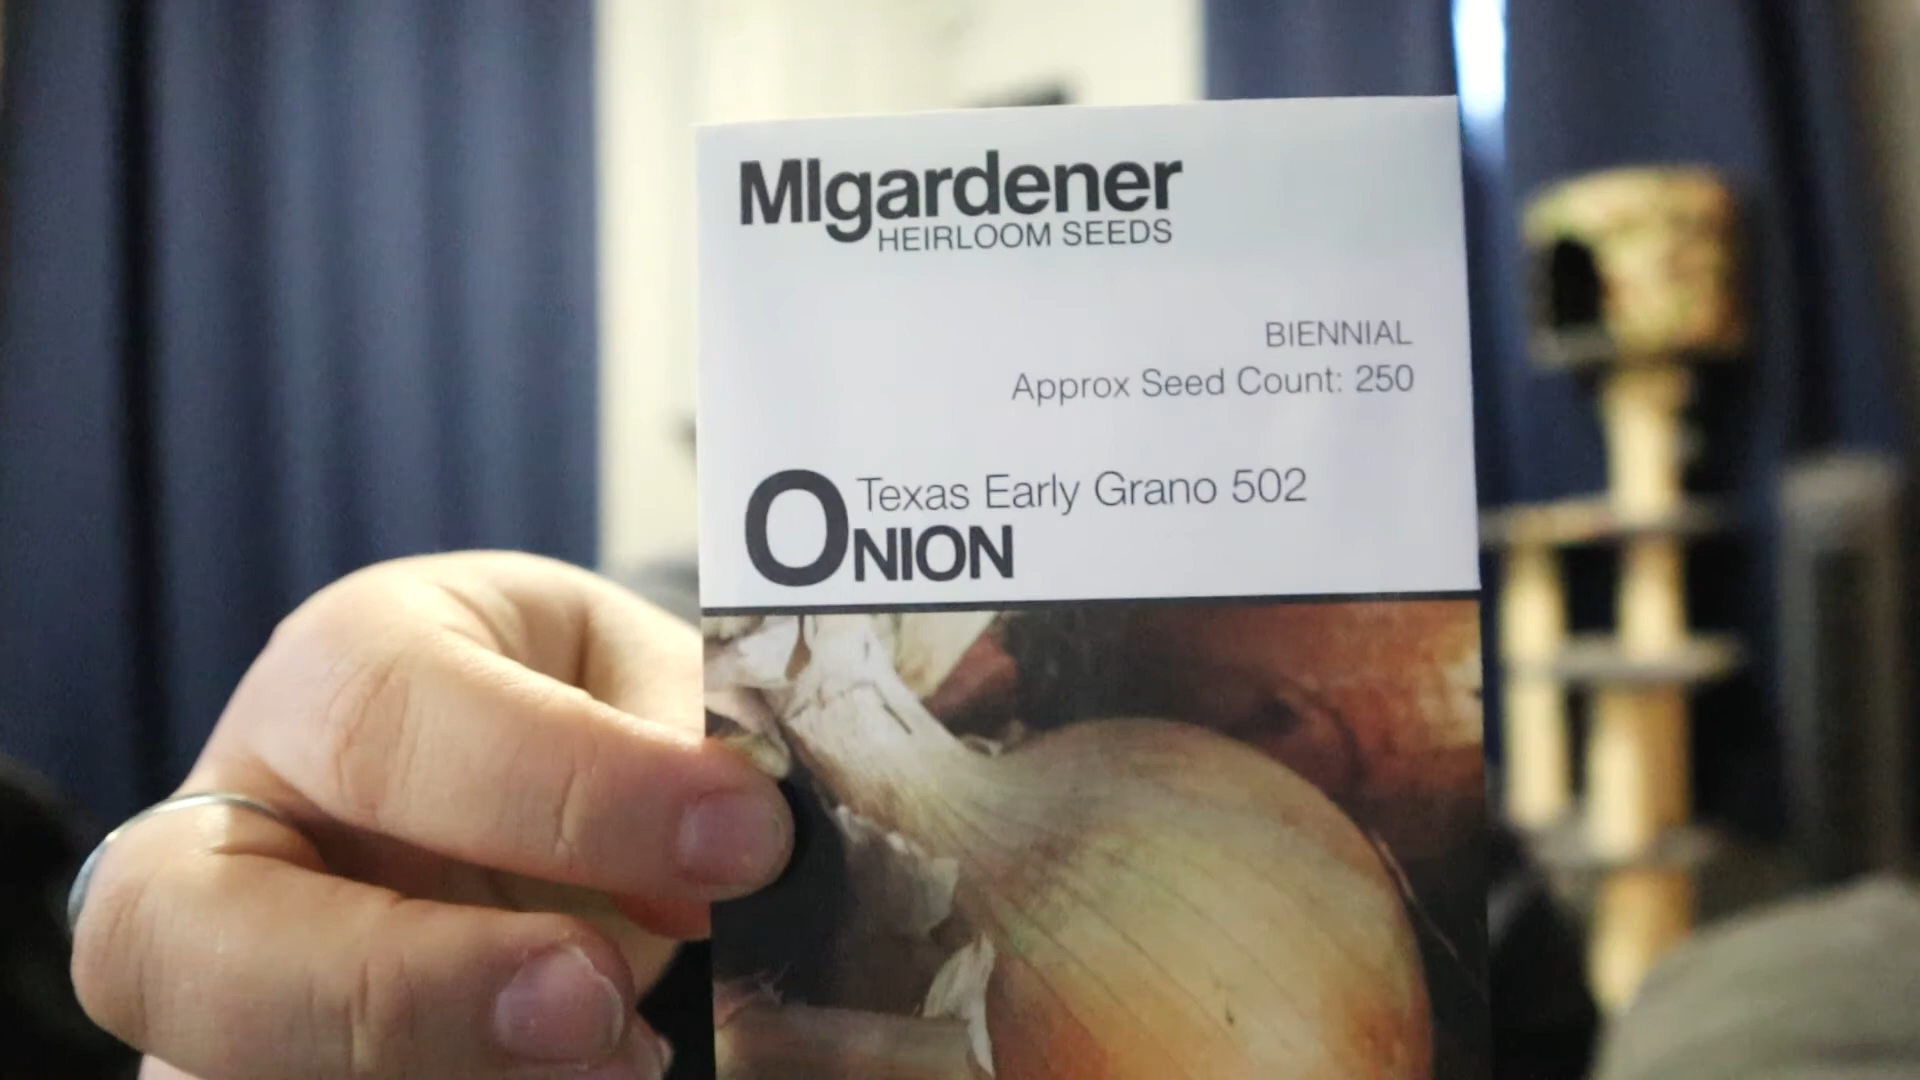 MIgardener
HEIRLOOM SEEDS
BIENNIAL
Approx Seed Count: 250
Texas Early Grano 502
ONION